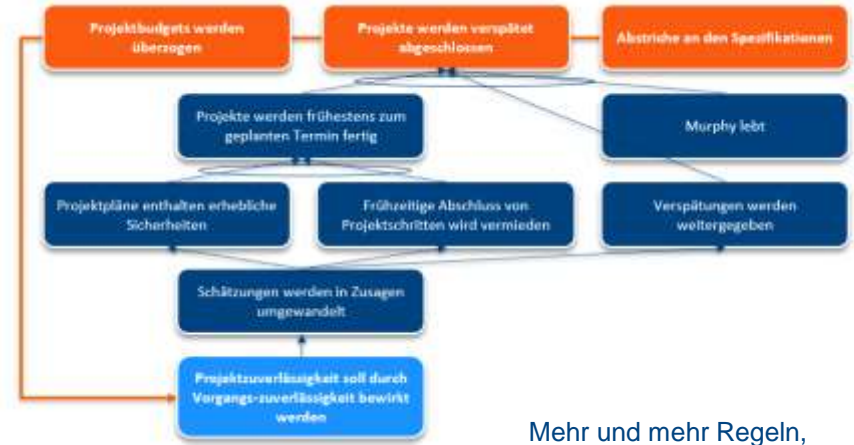 Projektbudgets werden
überzogen
Projekte werden verspätet
abgeschlossen
Abstriche an den Spezifikationen
Projekte werden frühestens zum
geplanten Termin fertig
Murphy lebt
Projektpläne enthalten erhebliche
Sicherheiten
Frühzeitige Abschluss von
Projektschritten wird vermieden
Verspätungen werden
weitergegeben
Schätzungen werden in Zusagen
umgewandelt
Projektzuverlässigkeit soll durch
Vorgangs-zuverlässigkeit bewirkt
werden
Mehr und mehr Regeln,